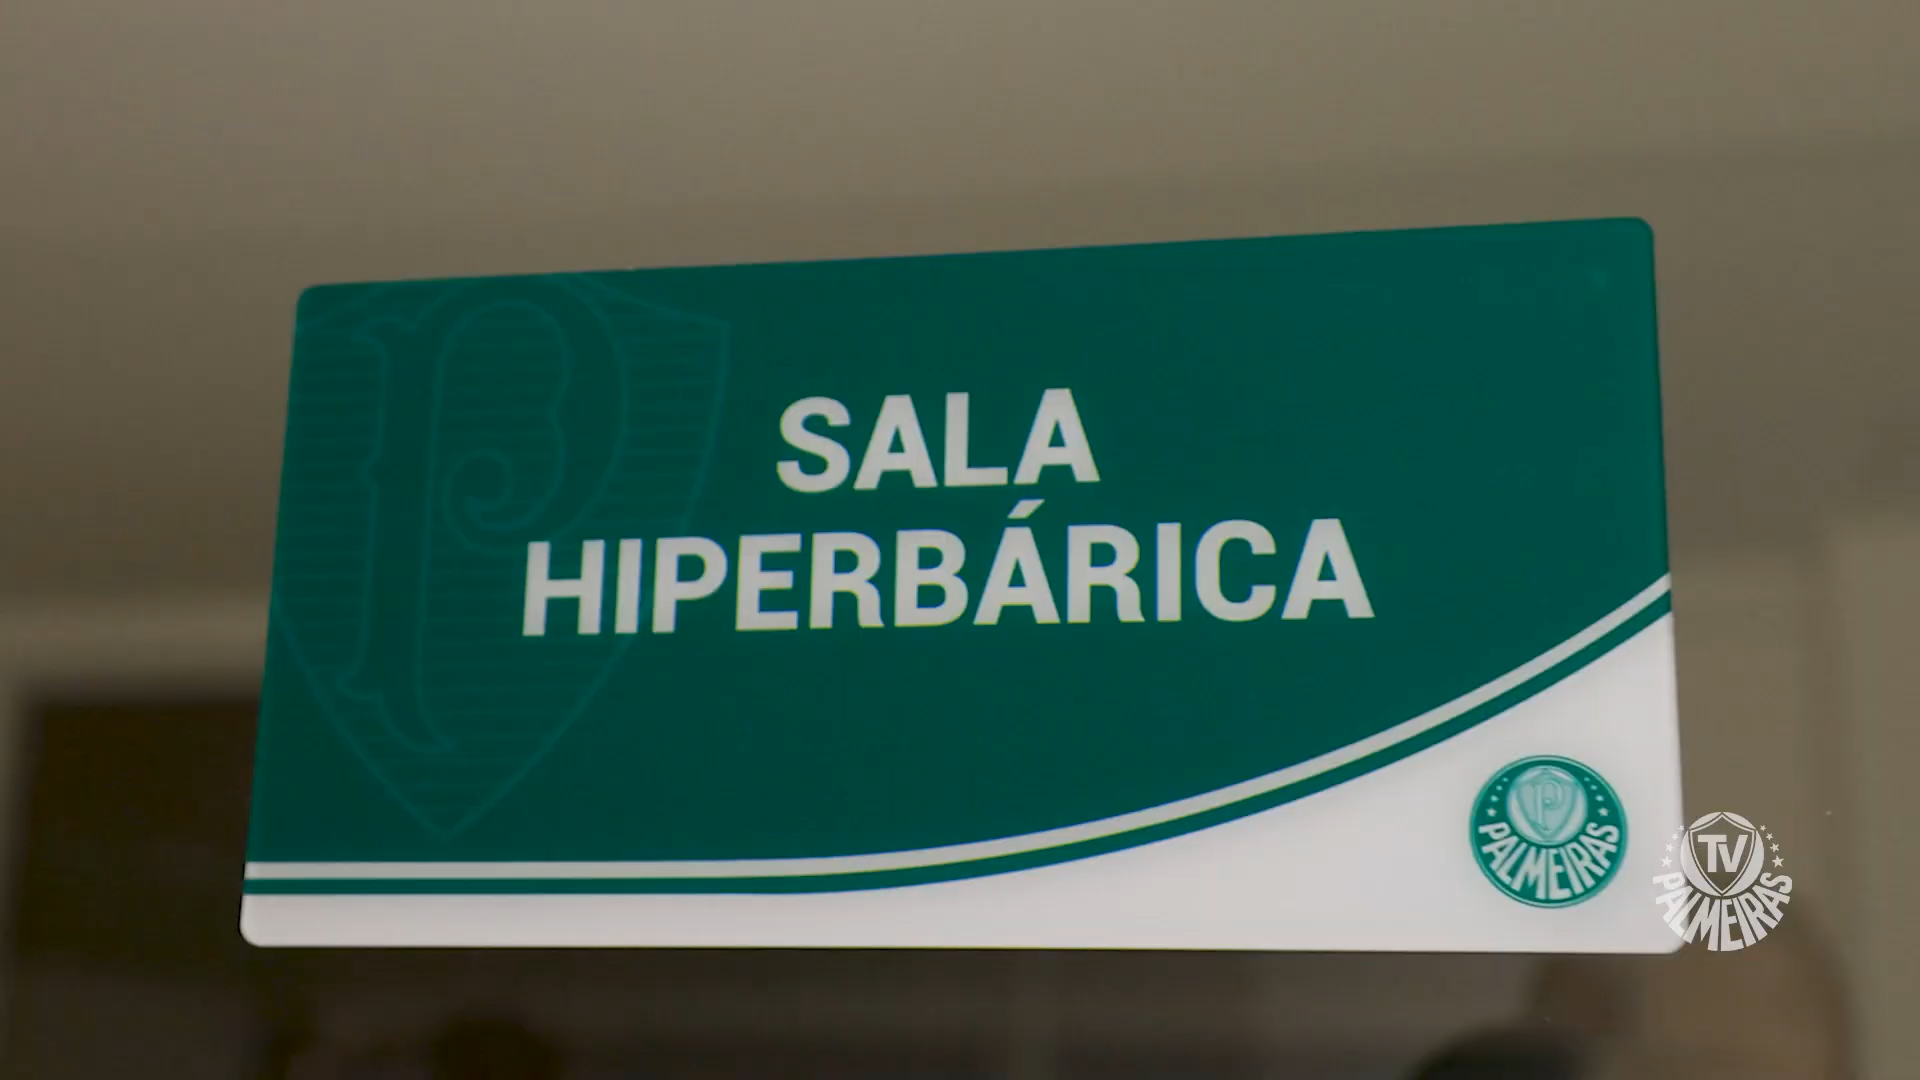 SALA
HIPERBÁRICA
P
P
PALMEIRAS
TV
PALMEIRAS